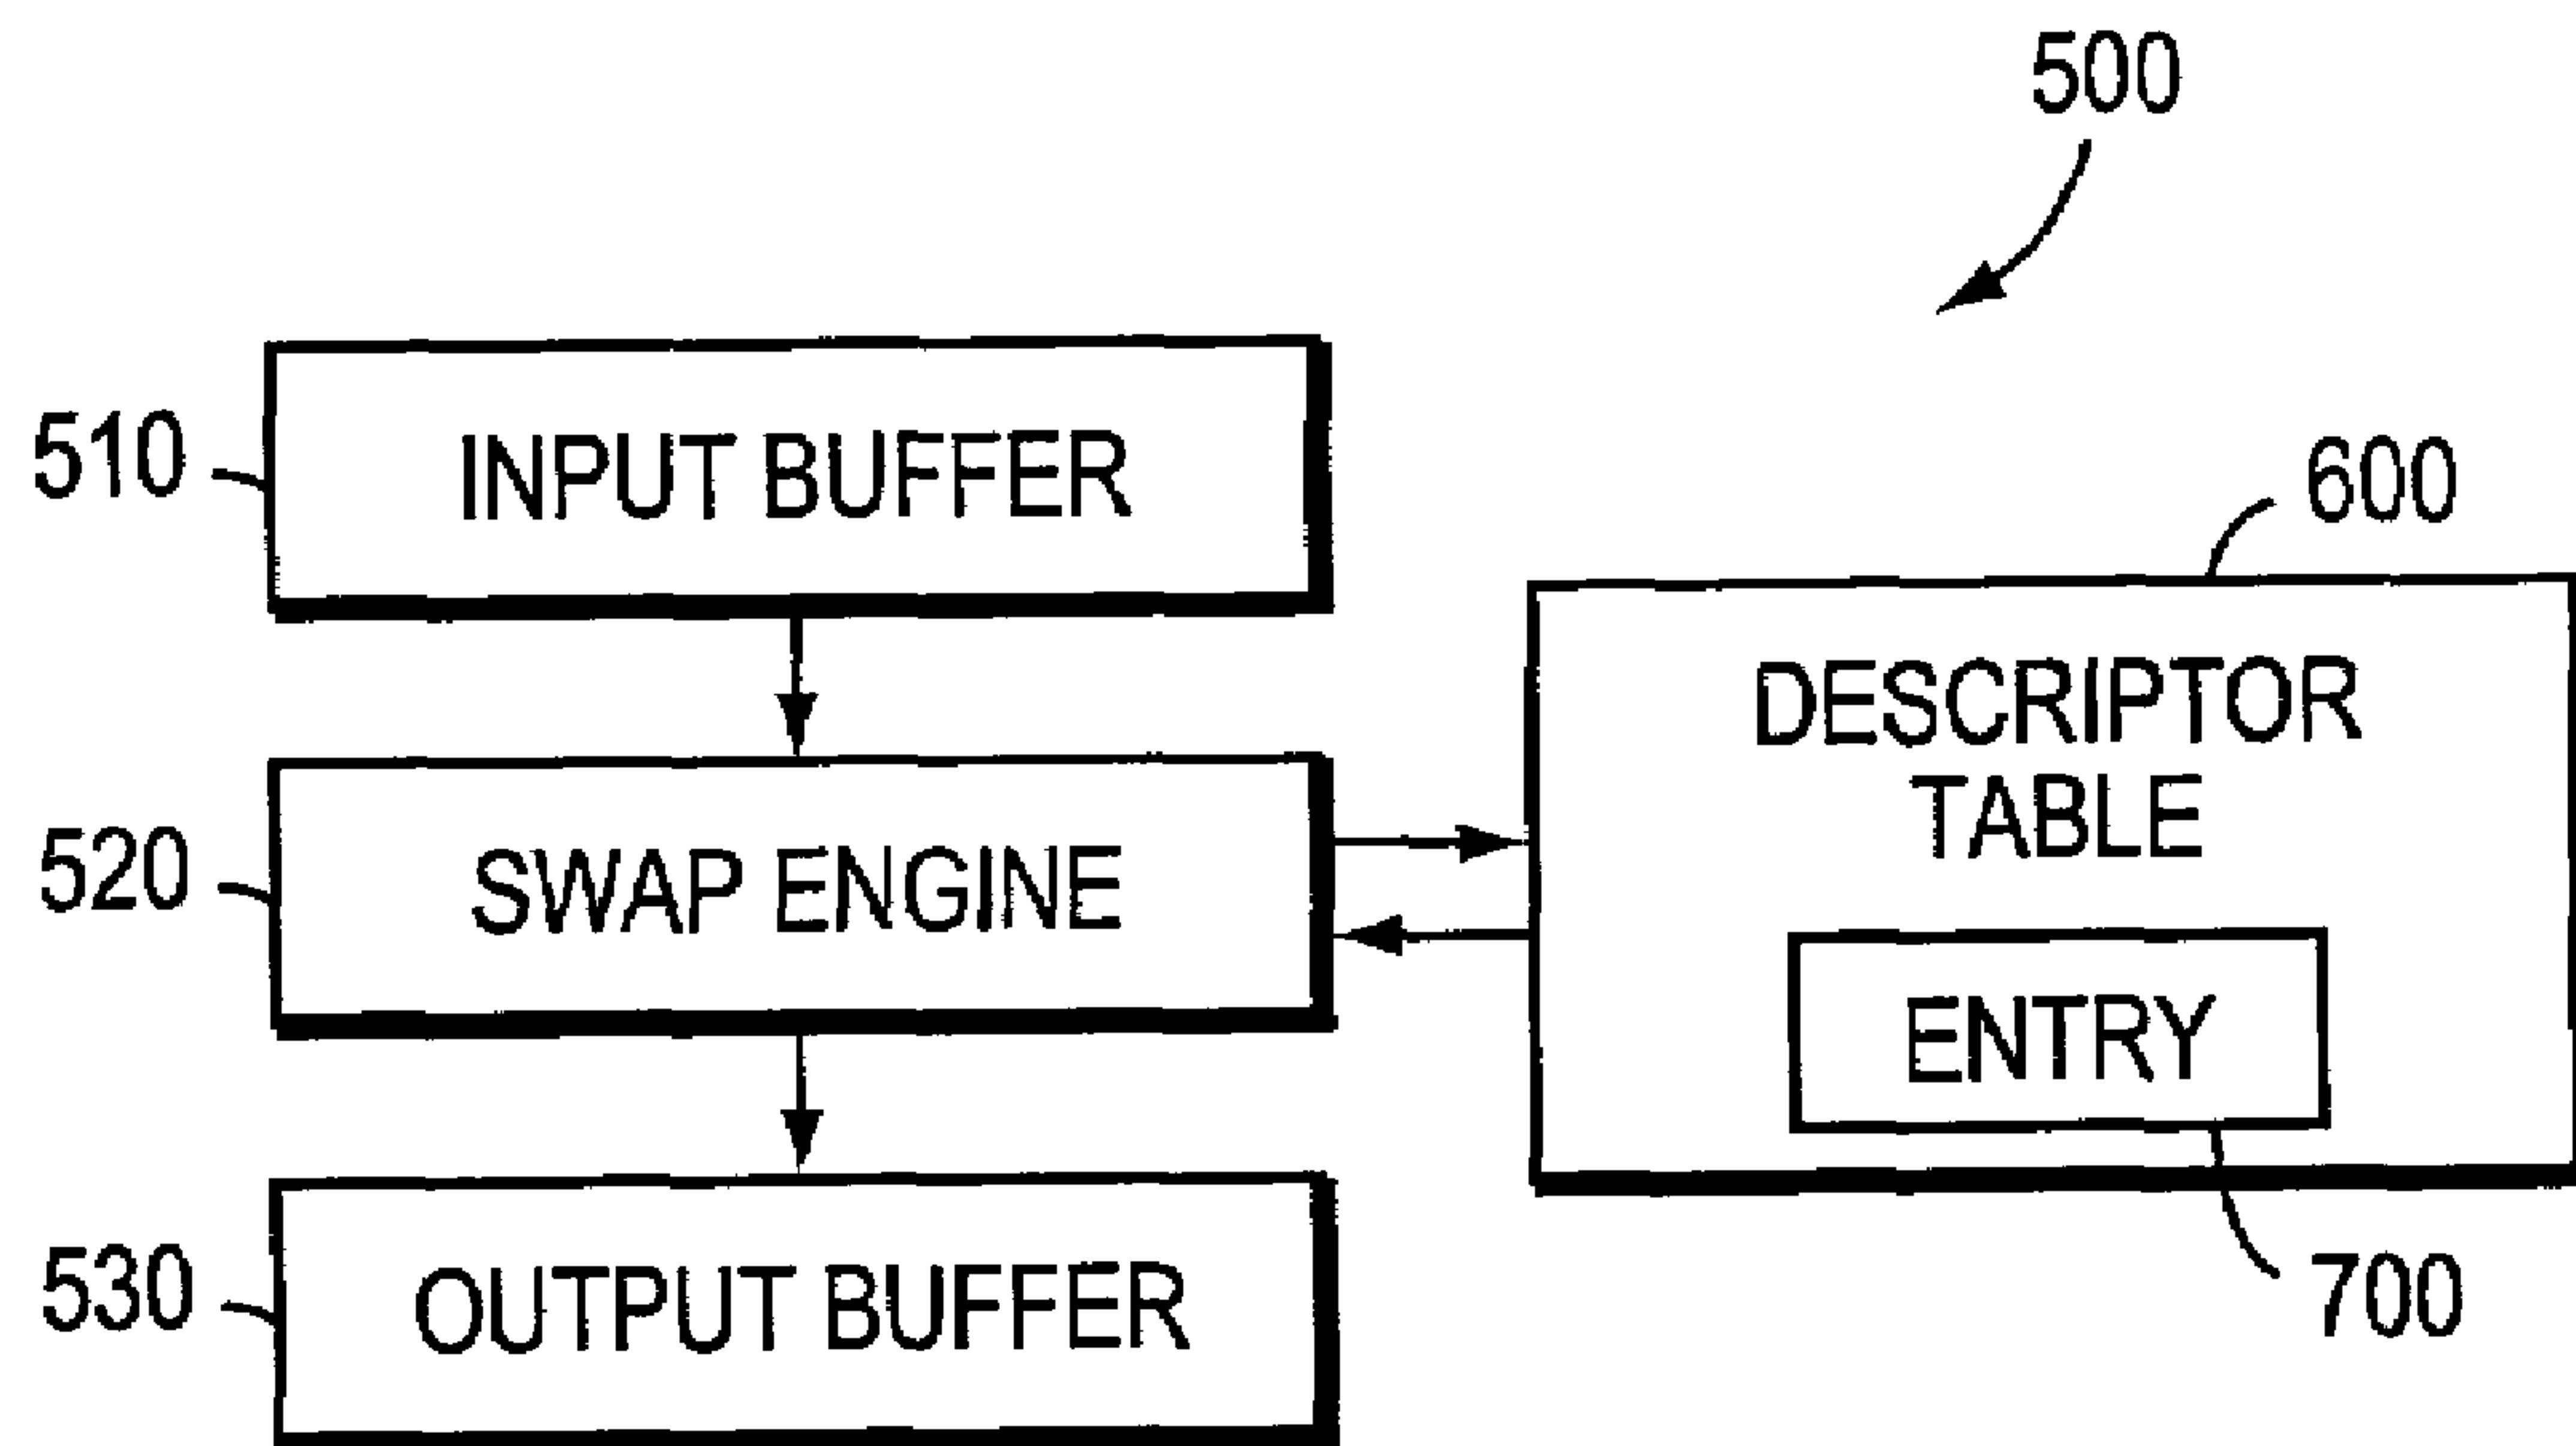 500
510
INPUT BUFFER
600
DESCRIPTOR
TABLE
520
SWAP ENGINE
ENTRY
530
OUTPUT BUFFER
700